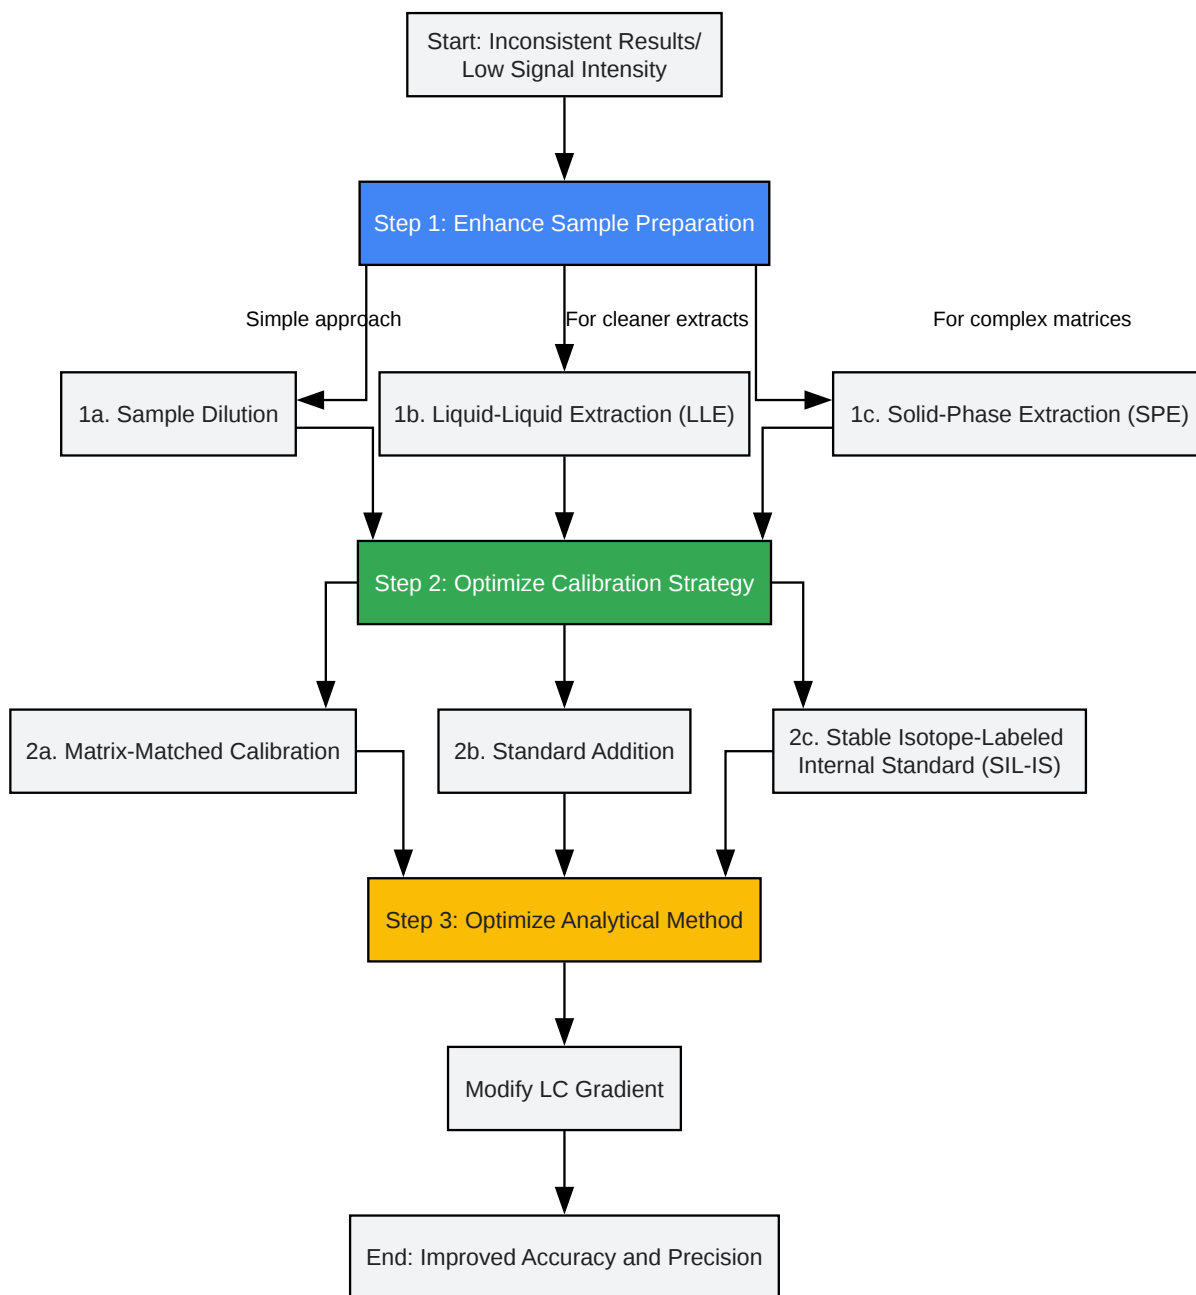 Start: Inconsistent Results/
Low Signal Intensity
Step 1: Enhance Sample Preparation
Simple approach
For cleaner extracts
For complex matrices
1a. Sample Dilution
1b. Liquid-Liquid Extraction (LLE)
1c. Solid-Phase Extraction (SPE)
Step 2: Optimize Calibration Strategy
2a. Matrix-Matched Calibration
2b. Standard Addition
2c. Stable Isotope-Labeled
Internal Standard (SIL-IS)
Step 3: Optimize Analytical Method
Modify LC Gradient
End: Improved Accuracy and Precision